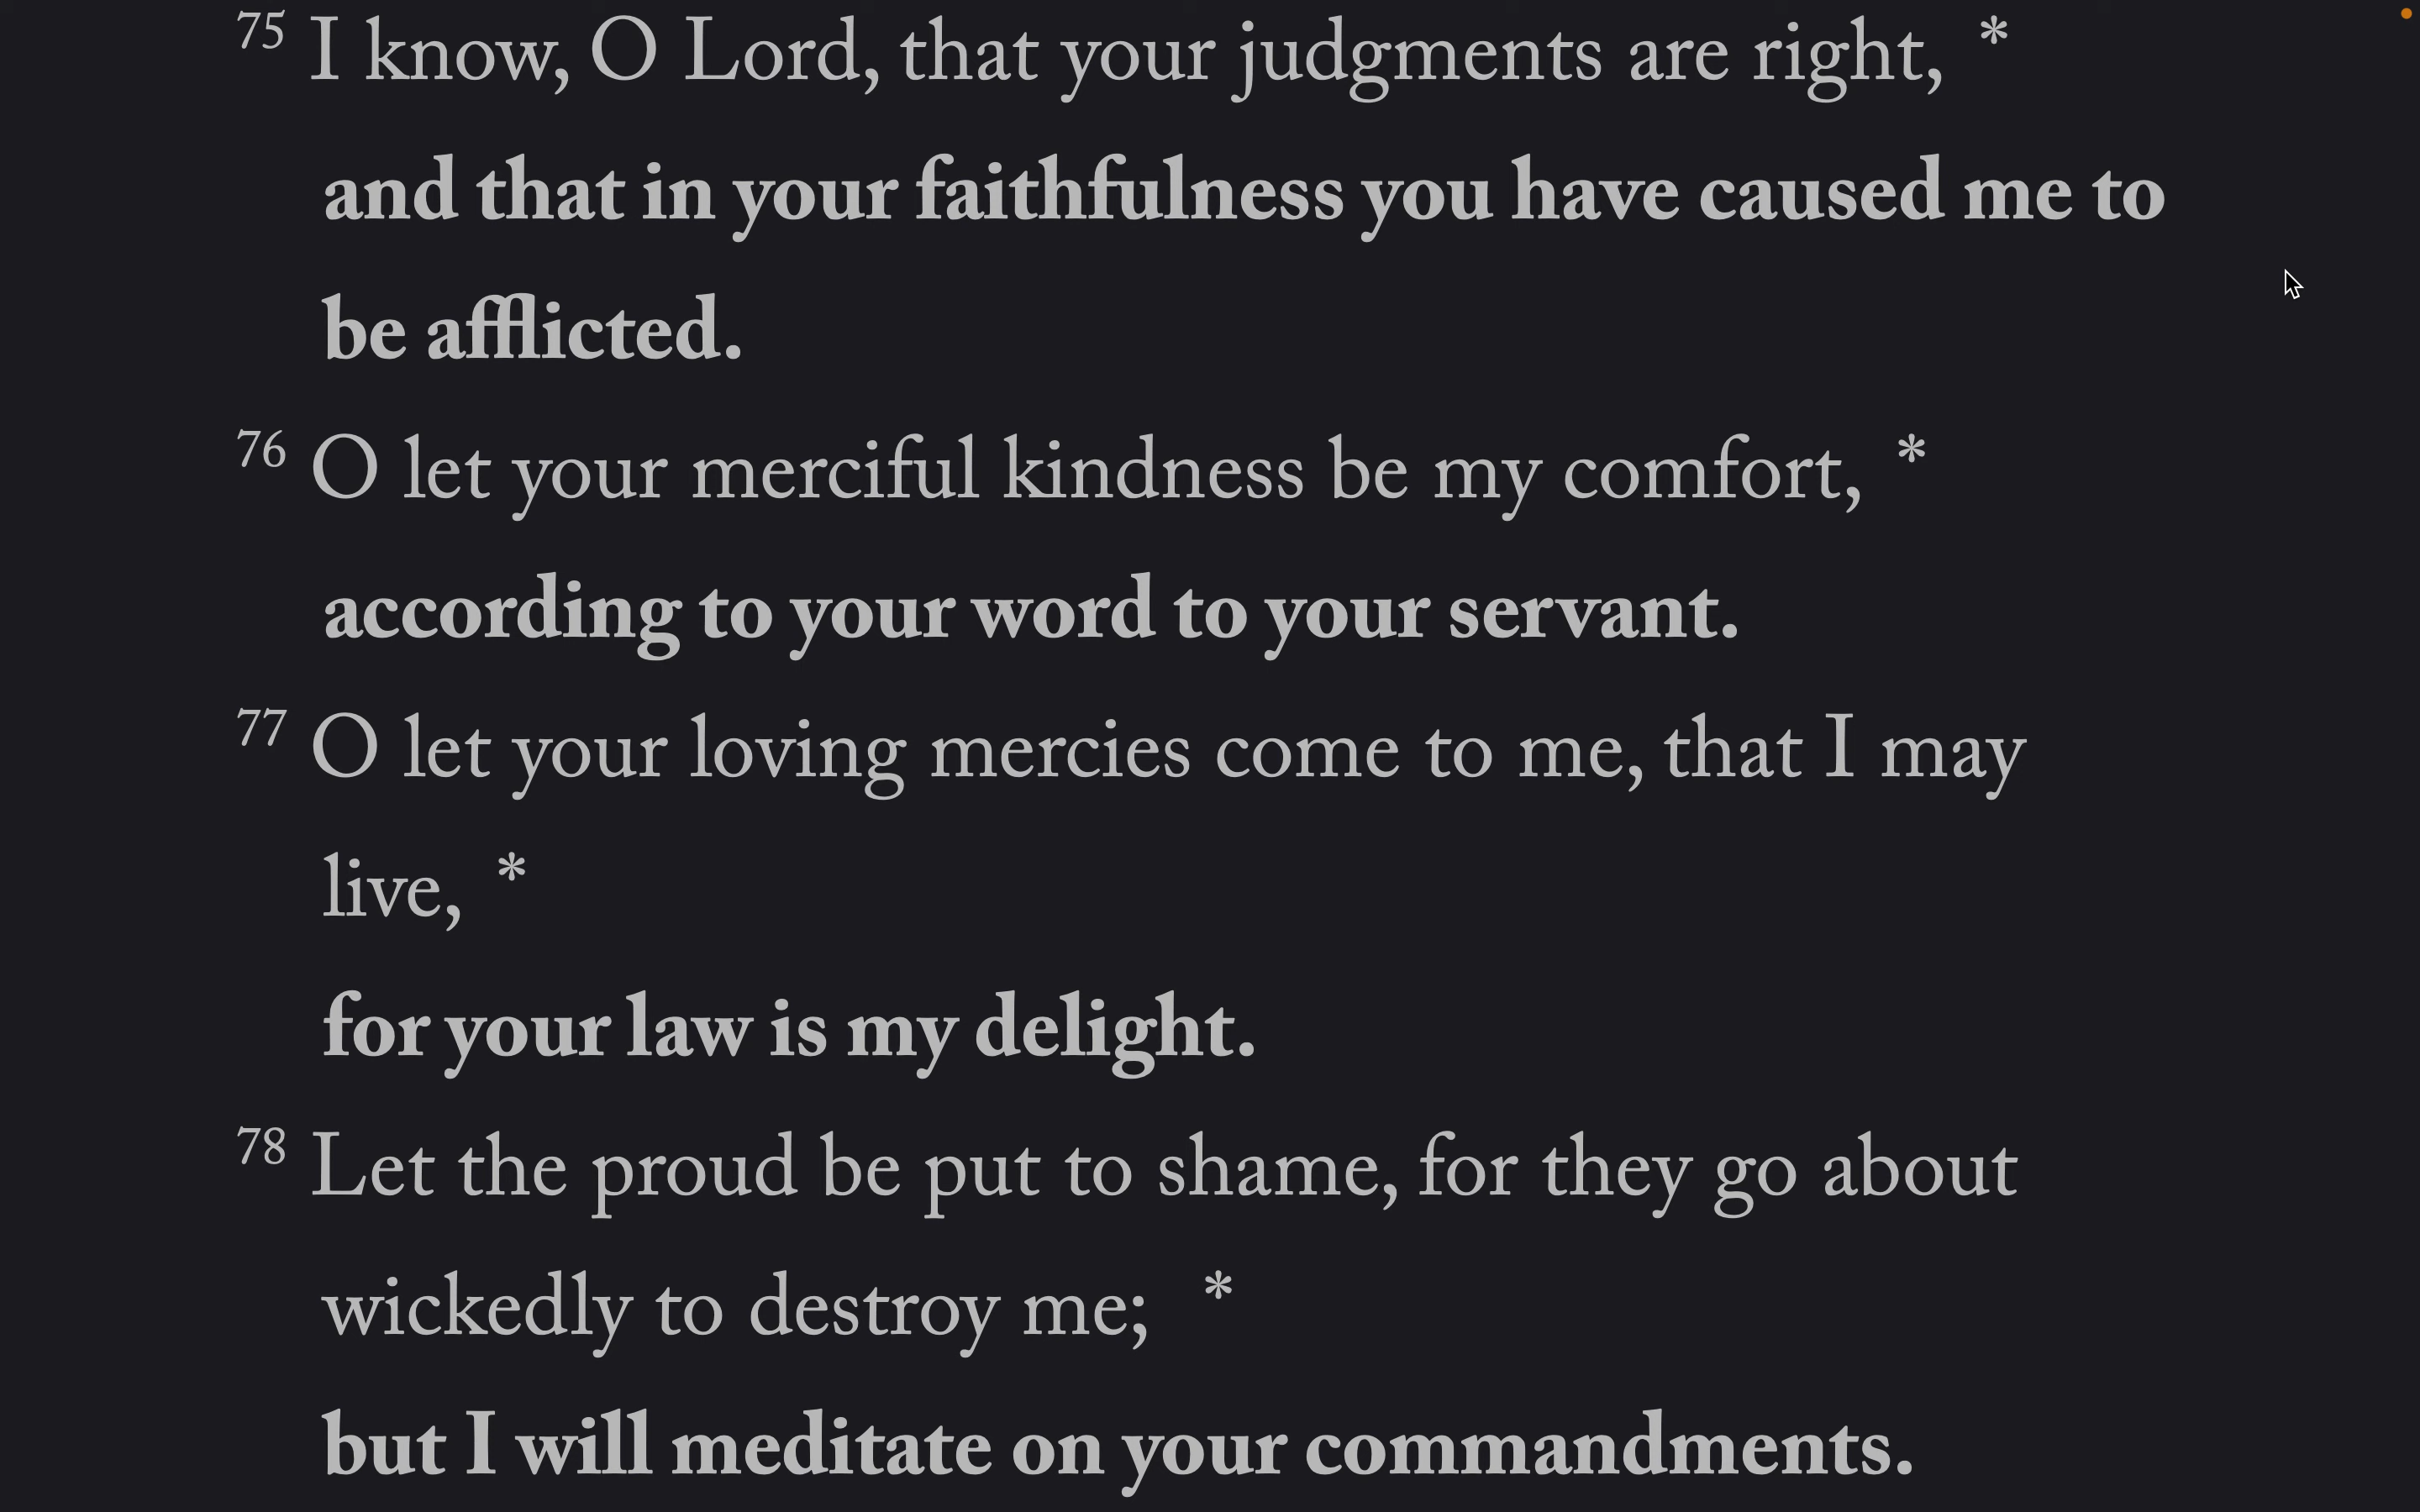 75 I know, O Lord, that your judgments are right, *
and that in your faithfulness you have caused me to
be afflicted.
76 O let your merciful kindness be my comfort, *
according to your word to your servant.
77 O let your loving mercies come to me, that I may
live, *
for your law is my delight.
78 Let the proud be put to shame, for they go about
wickedly to destroy me; *
but I will meditate on your commandments.